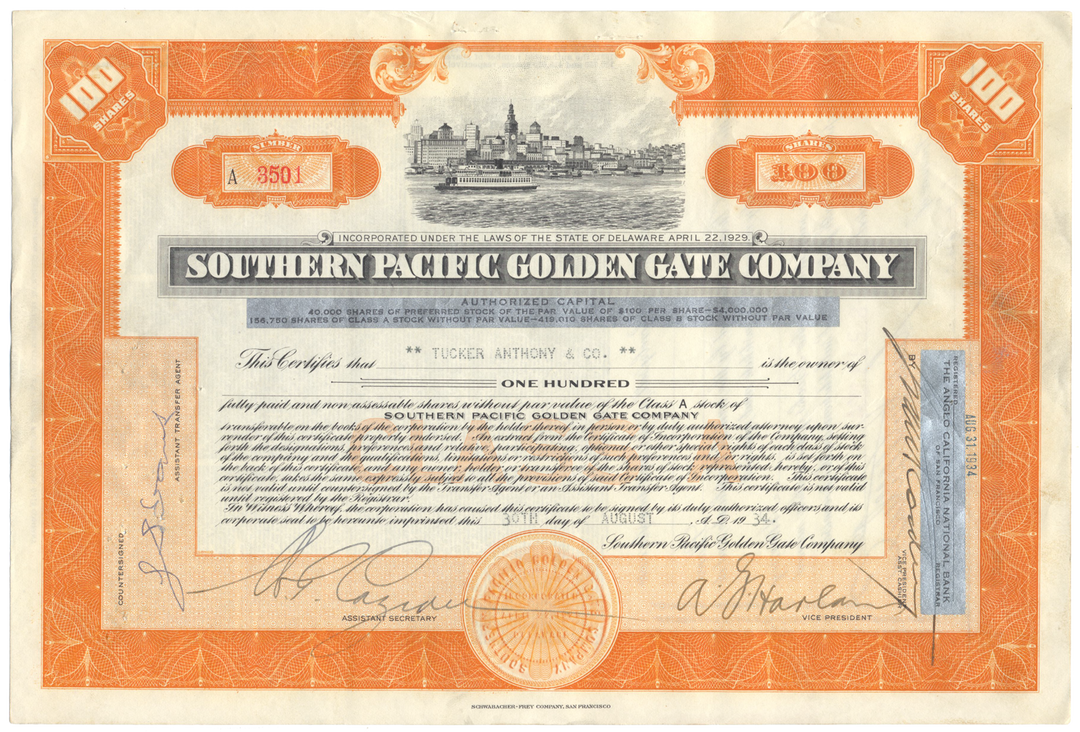 100
SHARES
100
SHARES
NUMBER
A 3501
SHARES
100
INCORPORATED UNDER THE LAWS OF THE STATE OF DELAWARE APRIL 22, 1929.
SOUTHERN PACIFIC GOLDEN GATE COMPANY
AUTHORIZED CAPITAL
40,000 SHARES OF PREFERRED STOCK OF THE PAR VALUE OF $100 PER SHARE—$4,000,000
156,750 SHARES OF CLASS A STOCK WITHOUT PAR VALUE—419,010 SHARES OF CLASS B STOCK WITHOUT PAR VALUE
This Certifies that ** TUCKER ANTHONY & CO. ** is the owner of
ONE HUNDRED
fully paid and non assessable shares without par value of the Class A stock of
SOUTHERN PACIFIC GOLDEN GATE COMPANY
transferable on the books of the corporation by the holder thereof in person or by duly authorized attorney upon sur-
render of this certificate properly endorsed. An extract from the Certificate of Incorporation of the Company, setting
forth the designations, preferences and relative, participating, optional or other special rights of each class of stock
of the company and the qualifications, limitations or restrictions of such preferences and/or rights, is set forth on
the back of this certificate, and every owner, holder or transferee of the shares of stock represented hereby, or of this
certificate, takes the same expressly subject to all the provisions of said Certificate of Incorporation. This certificate
is not valid until countersigned by the Transfer Agent or an Assistant Transfer Agent. This certificate is not valid
until registered by the Registrar.
In Witness Whereof, the corporation has caused this certificate to be signed by its duly authorized officers and its
corporate seal to be hereunto imprinted this 30TH day of AUGUST, A.D. 1934.
Southern Pacific Golden Gate Company
CLASS A
ASSISTANT SECRETARY
A. J. Harlan
VICE PRESIDENT
COUNTERSIGNED
ASSISTANT TRANSFER AGENT
REGISTERED
AUG. 31 1934
THE ANGLO CALIFORNIA NATIONAL BANK
OF SAN FRANCISCO
REGISTRAR
BY
VICE PRESIDENT
ASST CASHIER
SCHWABACHER-FREY COMPANY, SAN FRANCISCO